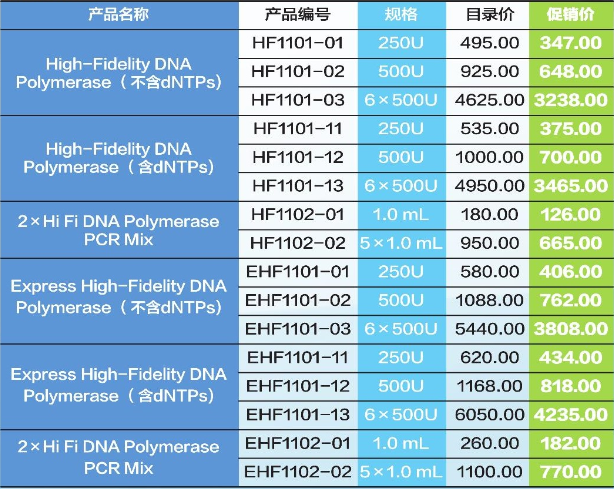 产品名称 产品编号 规格 目录价 促销价
High-Fidelity DNA
Polymerase（不含dNTPs）
HF1101-01 250U 495.00 347.00
HF1101-02 500U 925.00 648.00
HF1101-03 6×500U 4625.00 3238.00
High-Fidelity DNA
Polymerase（含dNTPs）
HF1101-11 250U 535.00 375.00
HF1101-12 500U 1000.00 700.00
HF1101-13 6×500U 4950.00 3465.00
2×Hi Fi DNA Polymerase
PCR Mix
HF1102-01 1.0 mL 180.00 126.00
HF1102-02 5×1.0 mL 950.00 665.00
Express High-Fidelity DNA
Polymerase（不含dNTPs）
EHF1101-01 250U 580.00 406.00
EHF1101-02 500U 1088.00 762.00
EHF1101-03 6×500U 5440.00 3808.00
Express High-Fidelity DNA
Polymerase（含dNTPs）
EHF1101-11 250U 620.00 434.00
EHF1101-12 500U 1168.00 818.00
EHF1101-13 6×500U 6050.00 4235.00
2×Hi Fi DNA Polymerase
PCR Mix
EHF1102-01 1.0 mL 260.00 182.00
EHF1102-02 5×1.0 mL 1100.00 770.00